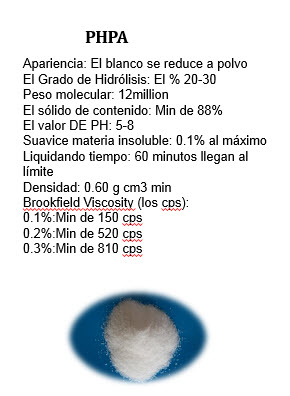 PHPA
Apariencia: El blanco se reduce a polvo
El Grado de Hidrólisis: El % 20-30
Peso molecular: 12million
El sólido de contenido: Min de 88%
El valor DE PH: 5-8
Suavice materia insoluble: 0.1% al máximo
Liquidando tiempo: 60 minutos llegan al
límite
Densidad: 0.60 g cm3 min
Brookfield Viscosity (los cps):
0.1%:Min de 150 cps
0.2%:Min de 520 cps
0.3%:Min de 810 cps